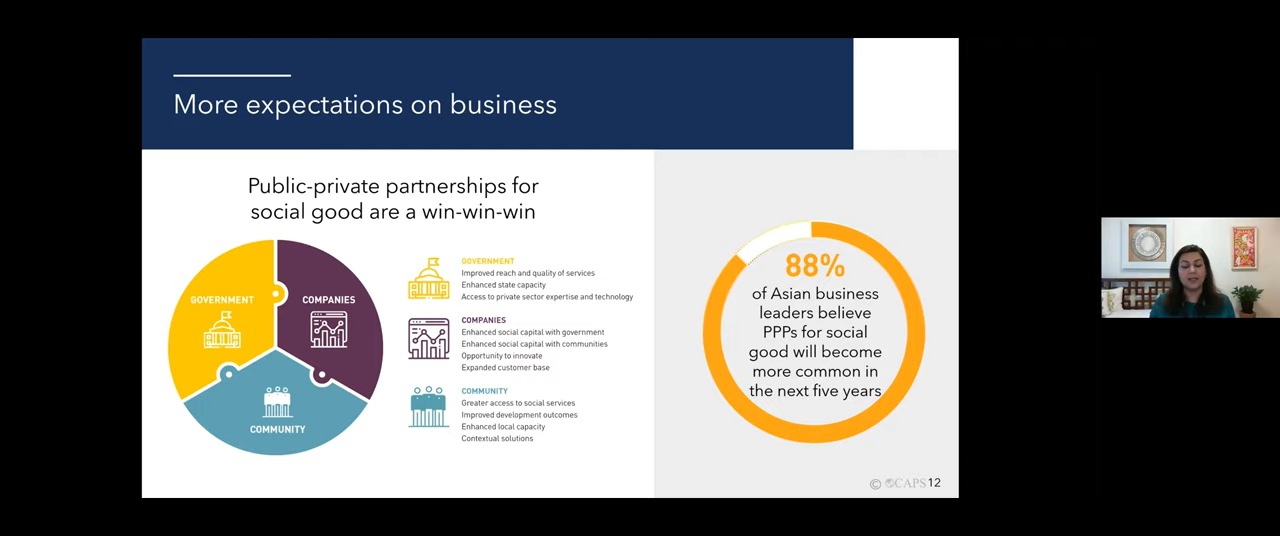 More expectations on business
Public-private partnerships for
social good are a win-win-win
GOVERNMENT
COMPANIES
COMMUNITY
GOVERNMENT
Improved reach and quality of services
Enhanced state capacity
Access to private sector expertise and technology
COMPANIES
Enhanced social capital with government
Enhanced social capital with communities
Opportunity to innovate
Expanded customer base
COMMUNITY
Greater access to social services
Improved development outcomes
Enhanced local capacity
Contextual solutions
88%
of Asian business
leaders believe
PPPs for social
good will become
more common in
the next five years
© CAPS 12